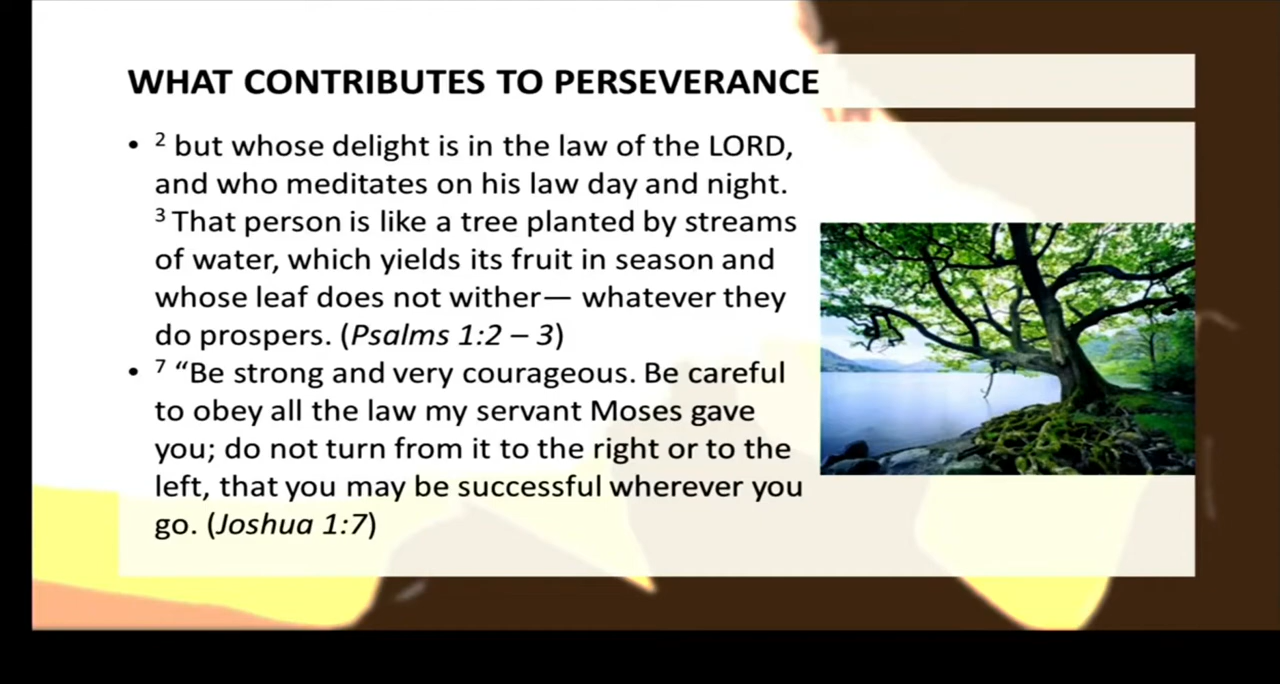 WHAT CONTRIBUTES TO PERSEVERANCE
• ² but whose delight is in the law of the LORD,
and who meditates on his law day and night.
³ That person is like a tree planted by streams
of water, which yields its fruit in season and
whose leaf does not wither— whatever they
do prospers. (Psalms 1:2 – 3)
• ⁷ “Be strong and very courageous. Be careful
to obey all the law my servant Moses gave
you; do not turn from it to the right or to the
left, that you may be successful wherever you
go. (Joshua 1:7)